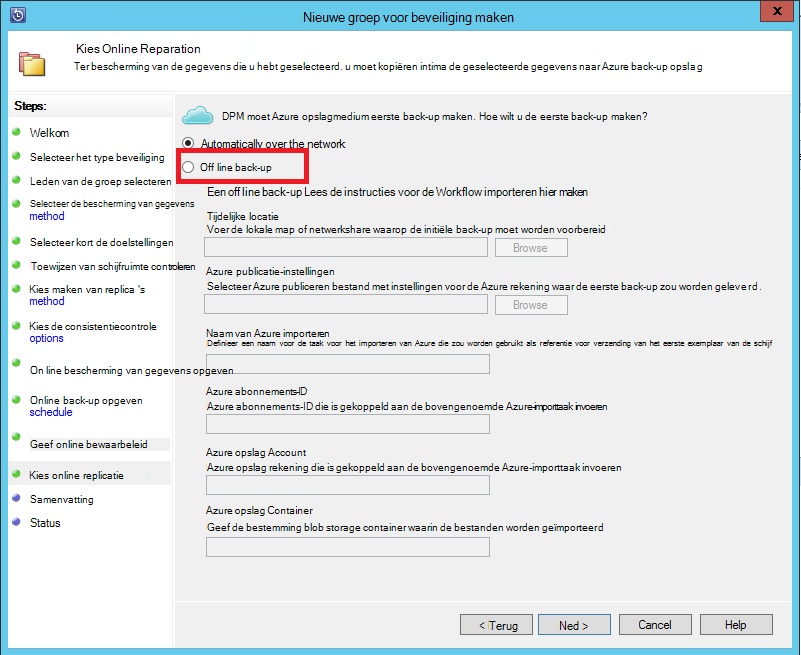 Nieuwe groep voor beveiliging maken
X
Kies Online Reparation
Ter bescherming van de gegevens die u hebt geselecteerd. u moet kopiëren intima de geselecteerde gegevens naar Azure back-up opslag
Steps:
Welkom
Selecteer het type beveiliging
Leden van de groep selecteren
Selecteer de bescherming van gegevens
method
Selecteer kort de doelstellingen
Toewijzen van schijfruimte controleren
Kies maken van replica 's
method
Kies de consistentiecontrole
options
On line bescherming van gegevens opgeven
Online back-up opgeven
schedule
Geef online bewaarbeleid
Kies online replicatie
Samenvatting
Status
DPM moet Azure opslagmedium eerste back-up maken. Hoe wilt u de eerste back-up maken?
Automatically over the network
Off line back-up
Een off line back-up Lees de instructies voor de Workflow importeren hier maken
Tijdelijke locatie
Voer de lokale map of netwerkshare waarop de initiële back-up moet worden voorbereid
Browse
Azure publicatie-instellingen
Selecteer Azure publiceren bestand met instellingen voor de Azure rekening waar de eerste back-up zou worden geleverd.
Browse
Naam van Azure importeren
Definieer een naam voor de taak voor het importeren van Azure die zou worden gebruikt als referentie voor verzending van het eerste exemplaar van de schijf
Azure abonnements-ID
Azure abonnements-ID die is gekoppeld aan de bovengenoemde Azure-importtaak invoeren
Azure opslag Account
Azure opslag rekening die is gekoppeld aan de bovengenoemde Azure-importtaak invoeren
Azure opslag Container
Geef de bestemming blob storage container waarin de bestanden worden geïmporteerd
< Terug
Ned >
Cancel
Help